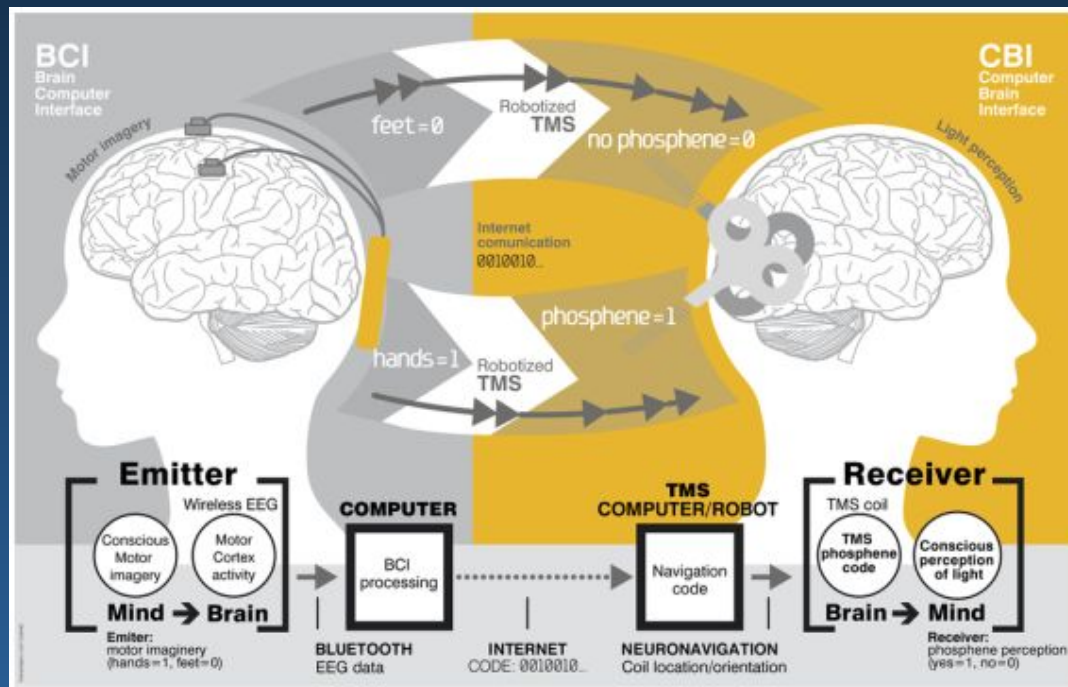 BCI
Brain
Computer
Interface
CBI
Computer
Brain
Interface
Motor imagery
feet=0
Robotized
TMS
no phosphene=0
Light perception
Internet
comunication
0010010..
phosphene=1
hands=1
Robotized
TMS
Emitter
Wireless EEG
Conscious
Motor
imagery
Motor
Cortex
activity
Mind
Brain
Emiter:
motor imaginery
(hands=1, feet=0)
COMPUTER
BCI
processing
BLUETOOTH
EEG data
INTERNET
CODE: 0010010..
TMS
COMPUTER/ROBOT
Navigation
code
NEURONAVIGATION
Coil location/orientation
Receiver
TMS coil
TMS
phosphene
code
Conscious
perception
of light
Brain
Mind
Receiver:
phosphene perception
(yes=1, no=0)